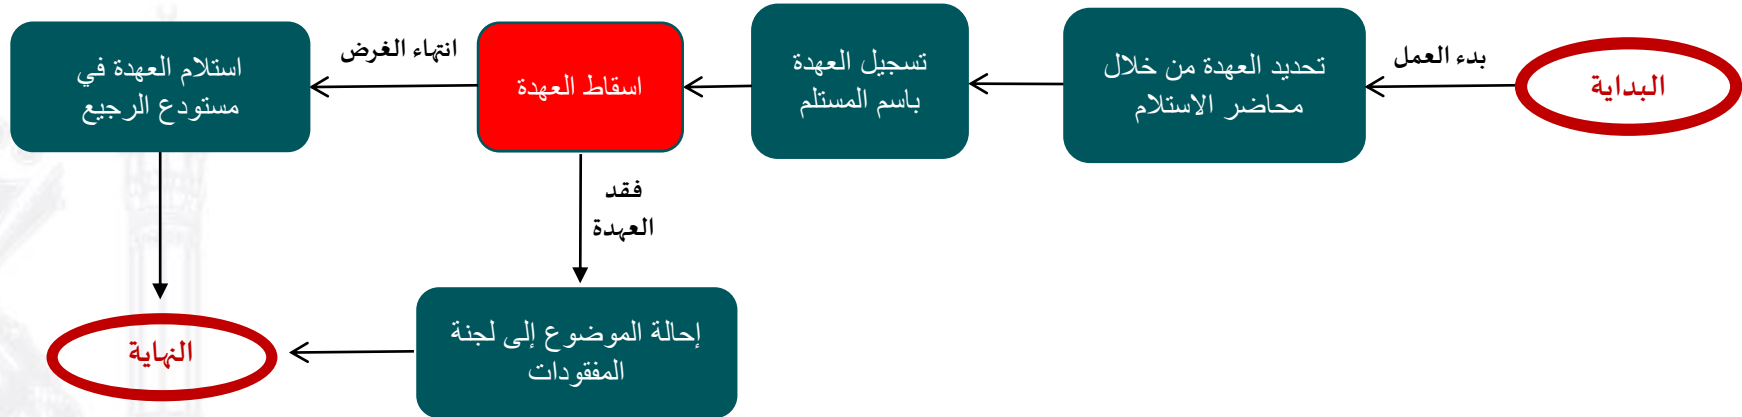 البداية
بدء العمل
تحديد العهدة من خلال
محاضر الاستلام
تسجيل العهدة
باسم المستلم
اسقاط العهدة
انتهاء الغرض
استلام العهدة في
مستودع الرجيع
فقد
العهدة
إحالة الموضوع إلى لجنة
المفقودات
النهاية